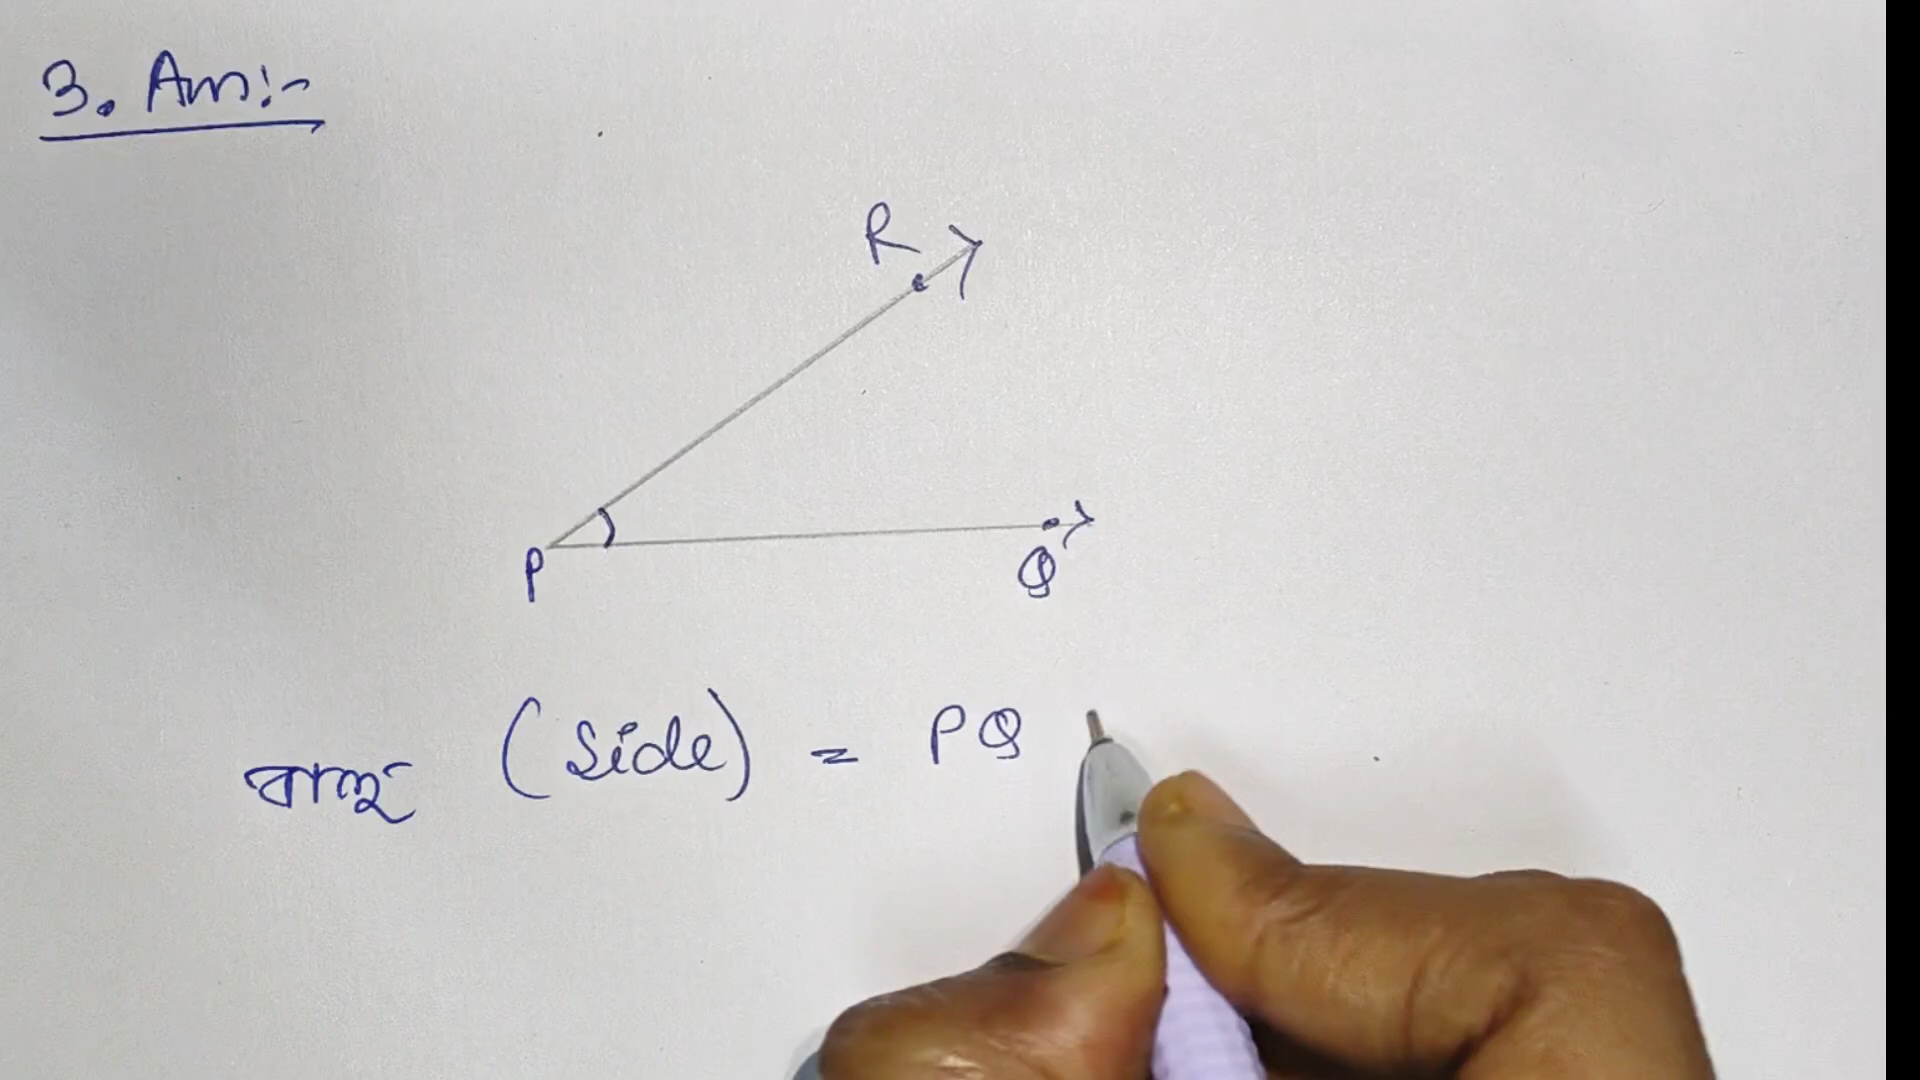 3. Ans:-
R
P
Q
বাহু (Side) = PQ